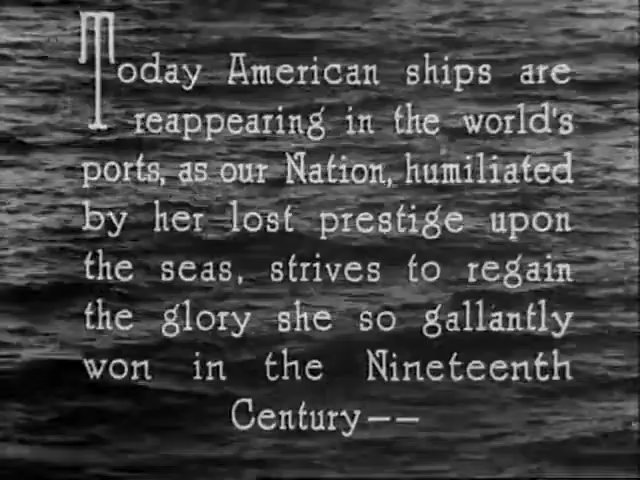 Today American ships are
reappearing in the world's
ports, as our Nation, humiliated
by her lost prestige upon
the seas, strives to regain
the glory she so gallantly
won in the Nineteenth
Century--